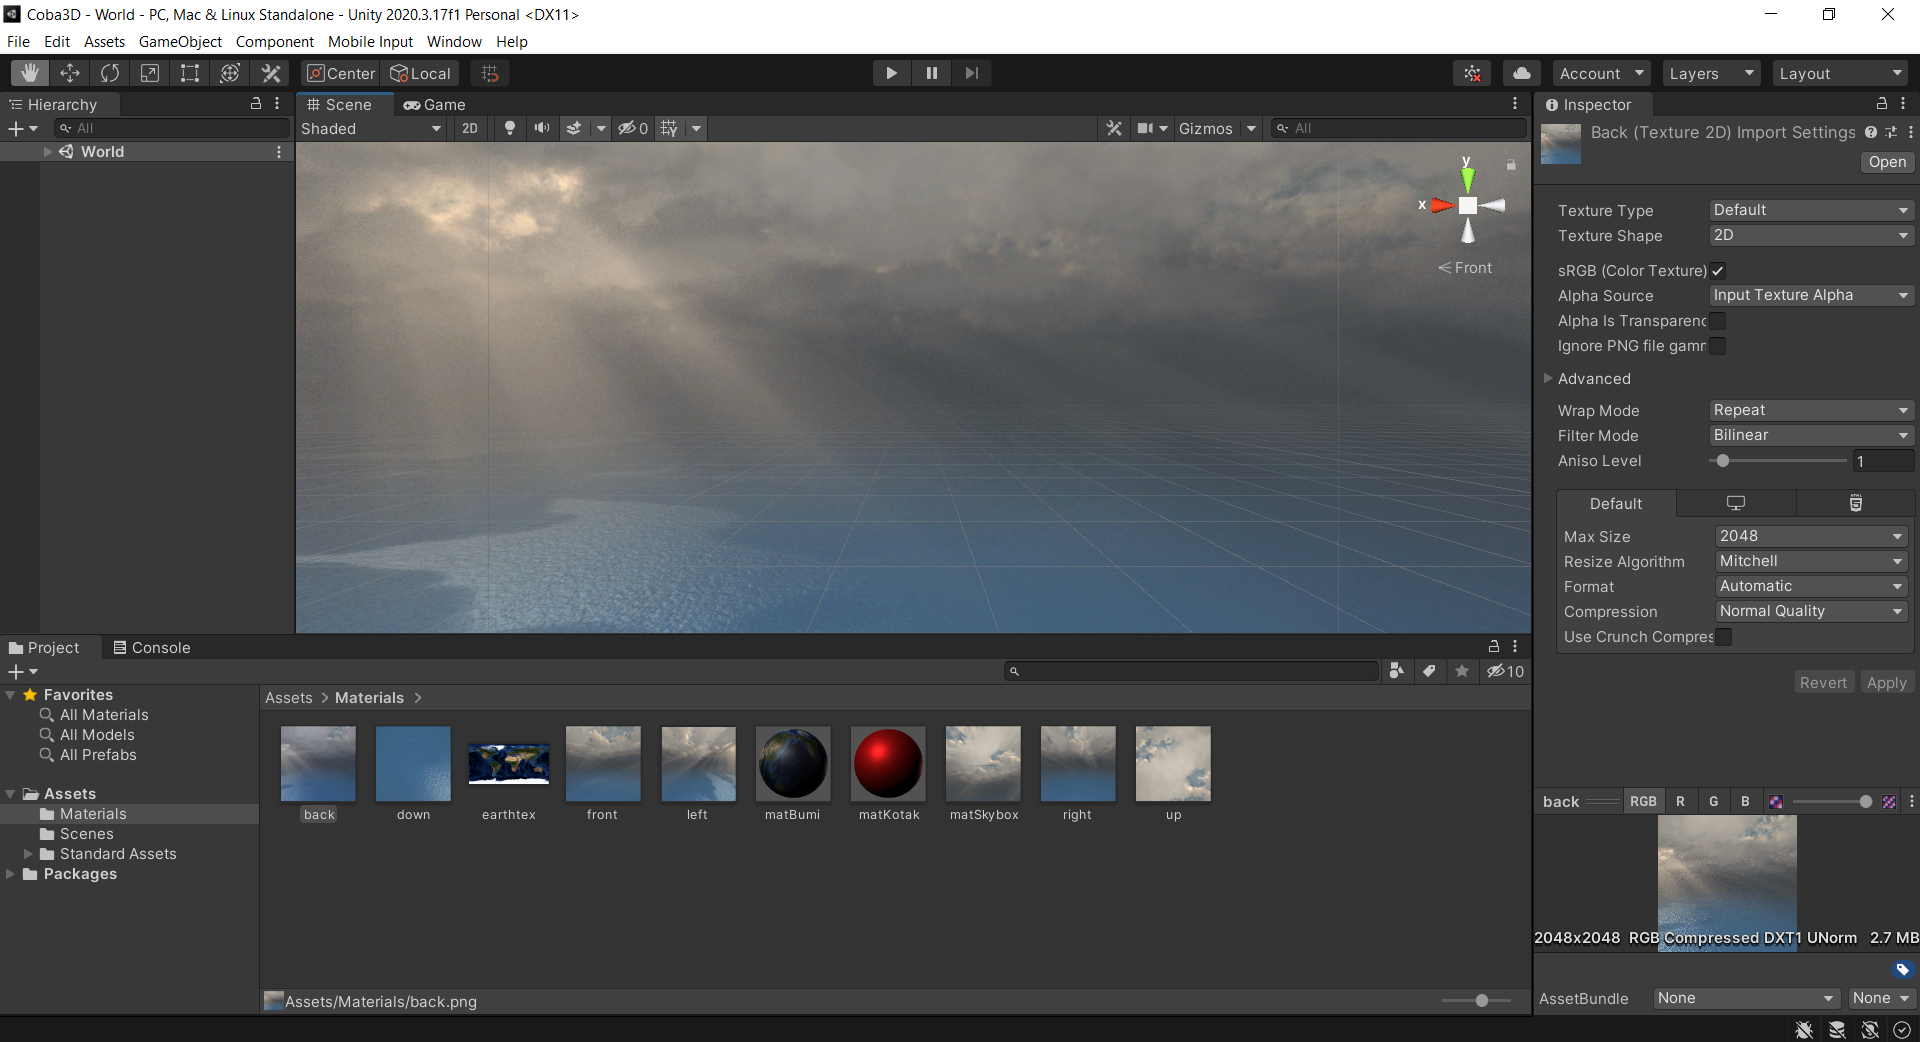 Coba3D - World - PC, Mac & Linux Standalone - Unity 2020.3.17f1 Personal <DX11>
File Edit Assets GameObject Component Mobile Input Window Help
Center Local Account Layers Layout
Hierarchy
All
World
Scene Game
Shaded 2D 0 Gizmos All
y
x
Front
Inspector
Back (Texture 2D) Import Settings
Open
Texture Type Default
Texture Shape 2D
sRGB (Color Texture)
Alpha Source Input Texture Alpha
Alpha Is Transparenc
Ignore PNG file gamm
Advanced
Wrap Mode Repeat
Filter Mode Bilinear
Aniso Level 1
Default
Max Size 2048
Resize Algorithm Mitchell
Format Automatic
Compression Normal Quality
Use Crunch Compres
Revert Apply
Project Console
10
Favorites
All Materials
All Models
All Prefabs
Assets
Materials
Scenes
Standard Assets
Packages
Assets > Materials >
back down earthtex front left matBumi matKotak matSkybox right up
Assets/Materials/back.png
back RGB R G B
2048x2048 RGB Compressed DXT1 UNorm 2.7 MB
AssetBundle None None